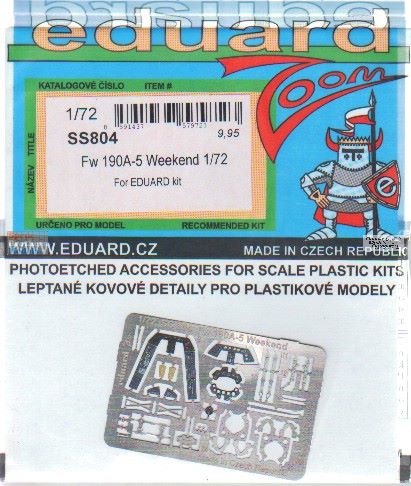 eduard
Zoom
KATALOGOVÉ ČÍSLO ITEM #
1/72
SS804
9,95
Fw 190A-5 Weekend 1/72
For EDUARD kit
NÁZEV TITLE
URČENO PRO MODEL RECOMMENDED KIT
WWW.EDUARD.CZ MADE IN CZECH REPUBLIC
PHOTOETCHED ACCESSORIES FOR SCALE PLASTIC KITS
LEPTANÉ KOVOVÉ DETAILY PRO PLASTIKOVÉ MODELY
190A-5 Weekend
eduard